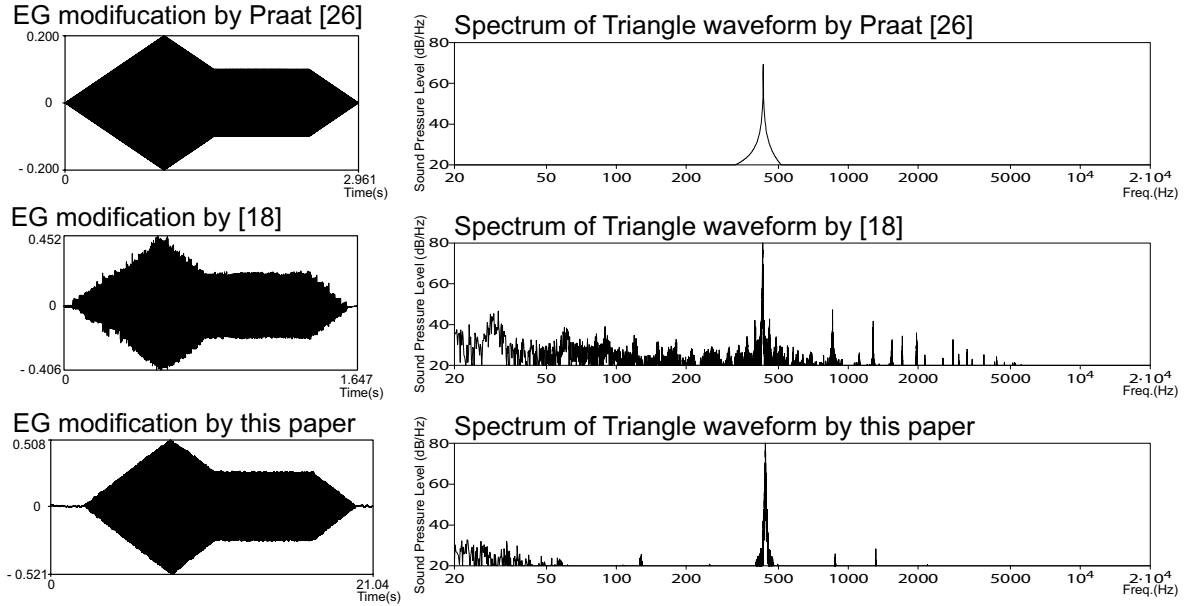 EG modifucation by Praat [26]
0.200
0
- 0.200
0
2.961
Time(s)
Spectrum of Triangle waveform by Praat [26]
Sound Pressure Level (dB/Hz)
80
60
40
20
20 50 100 200 500 1000 2000 5000 10⁴ 2·10⁴
Freq.(Hz)
EG modification by [18]
0.452
0
- 0.406
0
1.647
Time(s)
Spectrum of Triangle waveform by [18]
Sound Pressure Level (dB/Hz)
80
60
40
20
20 50 100 200 500 1000 2000 5000 10⁴ 2·10⁴
Freq.(Hz)
EG modification by this paper
0.508
0
- 0.521
0
21.04
Time(s)
Spectrum of Triangle waveform by this paper
Sound Pressure Level (dB/Hz)
80
60
40
20
20 50 100 200 500 1000 2000 5000 10⁴ 2·10⁴
Freq.(Hz)